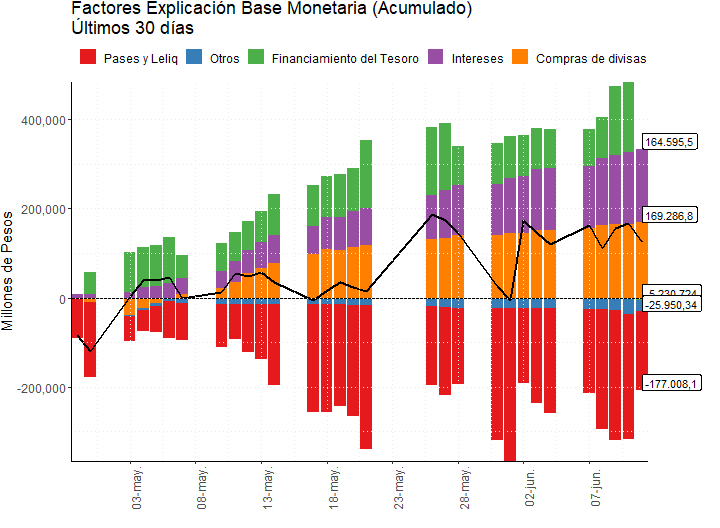 Factores Explicación Base Monetaria (Acumulado)
Últimos 30 días
Pases y Leliq
Otros
Financiamiento del Tesoro
Intereses
Compras de divisas
Millones de Pesos
400,000
200,000
0
-200,000
164.595,5
169.286,8
-5.230,724
-25.950,34
-177.008,1
03-may.
08-may.
13-may.
18-may.
23-may.
28-may.
02-jun.
07-jun.